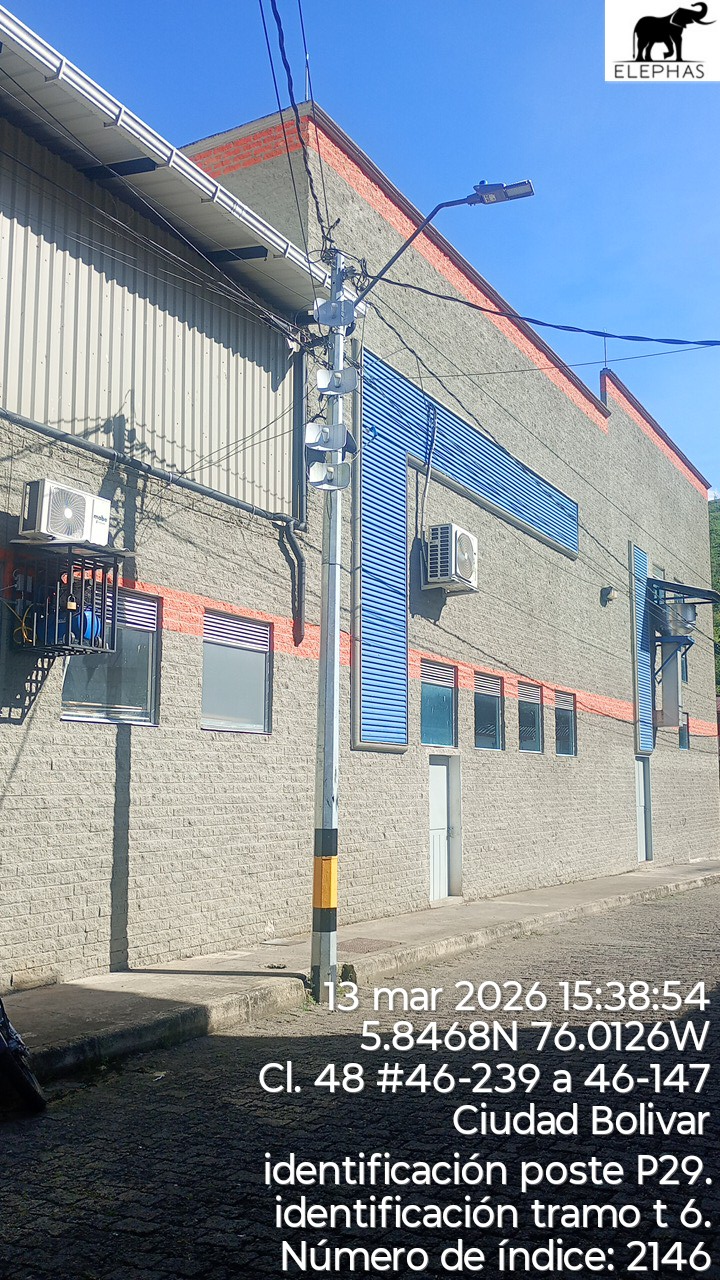 ELEPHAS
13 mar 2026 15:38:54
5.8468N 76.0126W
Cl. 48 #46-239 a 46-147
Ciudad Bolivar
identificación poste P29.
identificación tramo t 6.
Número de índice: 2146